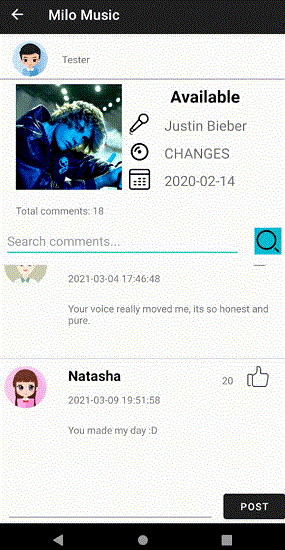 Milo Music
Tester
Available
Justin Bieber
CHANGES
2020-02-14
Total comments: 18
Search comments...
2021-03-04 17:46:48
Your voice really moved me, its so honest and
pure.
Natasha
20
2021-03-09 19:51:58
You made my day :D
POST